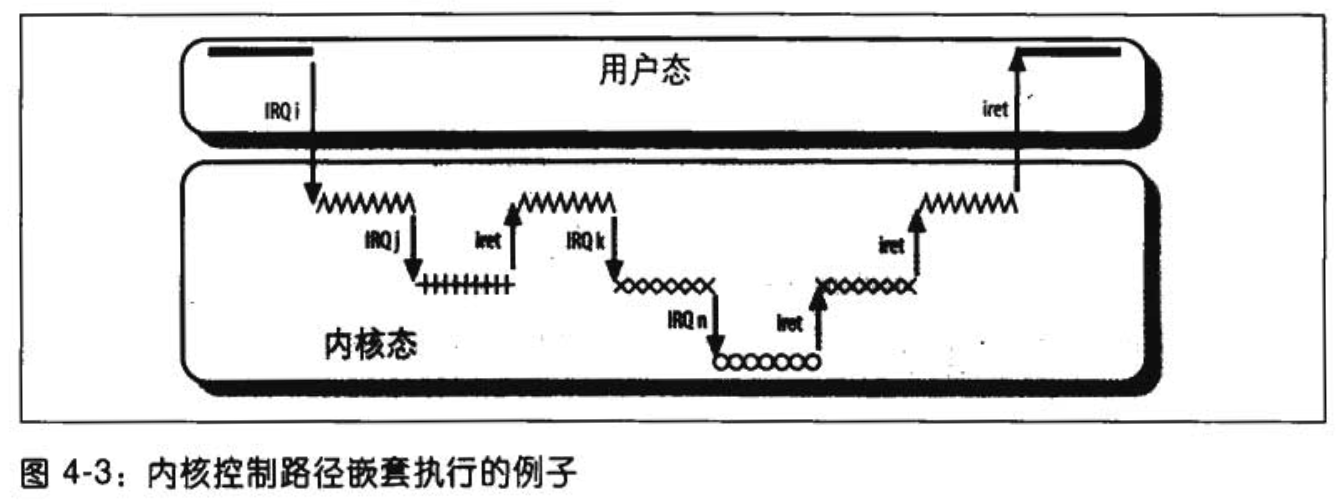 用户态
IRQ i
iret
IRQ j
iret
IRQ k
iret
IRQ n
iret
内核态
图 4-3：内核控制路径嵌套执行的例子